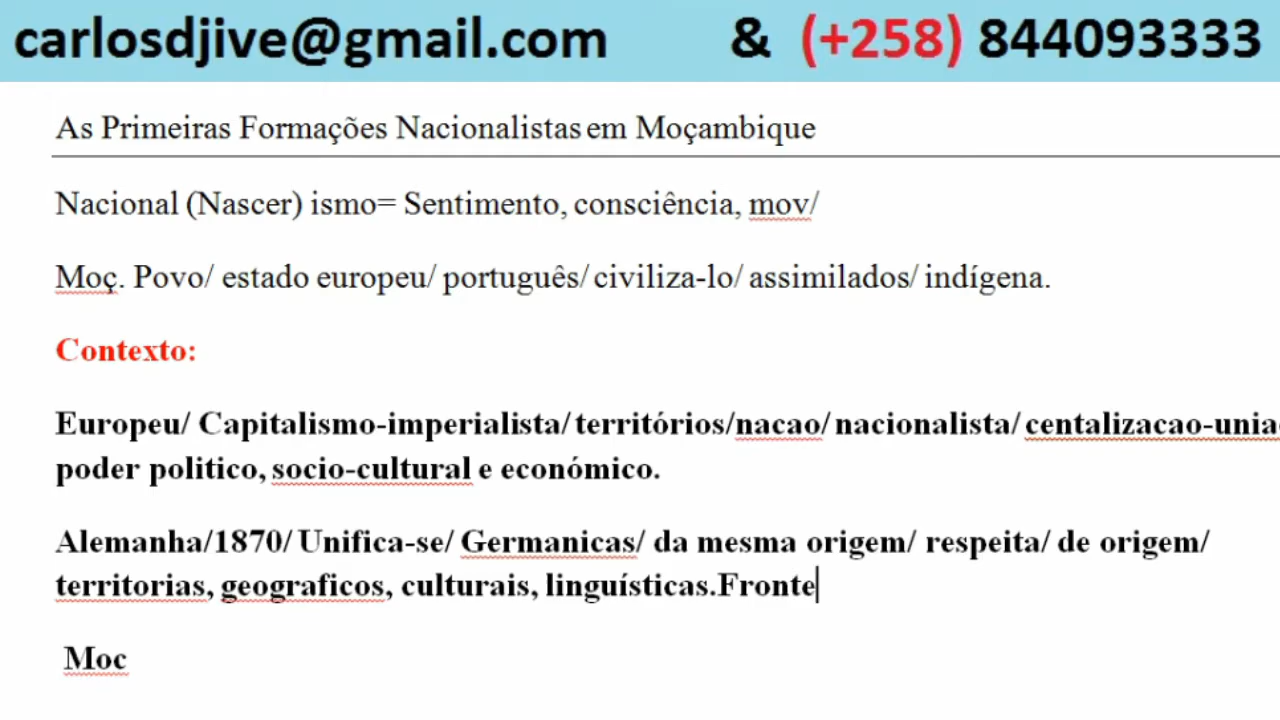 carlosdjive@gmail.com & (+258) 844093333
As Primeiras Formações Nacionalistas em Moçambique
Nacional (Nascer) ismo= Sentimento, consciência, mov/
Moç. Povo/ estado europeu/ português/ civiliza-lo/ assimilados/ indígena.
Contexto:
Europeu/ Capitalismo-imperialista/ territórios/nacao/ nacionalista/
poder politico, socio-cultural e económico.
Alemanha/1870/ Unifica-se/ Germanicas/ da mesma origem/ respeita/ de origem/
territorias, geograficos, culturais, linguísticas.Fronte
Moc